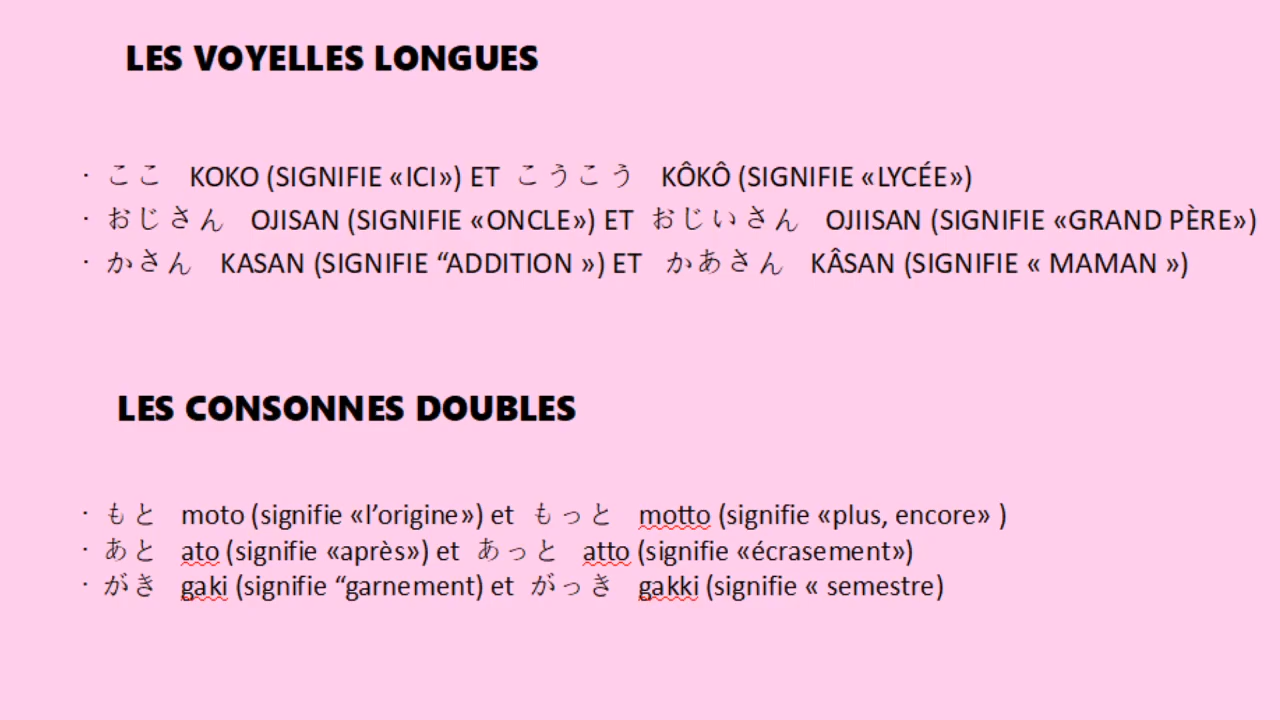 LES VOYELLES LONGUES
· ここ KOKO (SIGNIFIE «ICI») ET こうこう KÔKÔ (SIGNIFIE «LYCÉE»)
· おじさん OJISAN (SIGNIFIE «ONCLE») ET おじいさん OJIISAN (SIGNIFIE «GRAND PÈRE»)
· かさん KASAN (SIGNIFIE “ADDITION ») ET かあさん KÂSAN (SIGNIFIE « MAMAN »)
LES CONSONNES DOUBLES
· もと moto (signifie «l’origine») et もっと motto (signifie «plus, encore» )
· あと ato (signifie «après») et あっと atto (signifie «écrasement»)
· がき gaki (signifie “garnement) et がっき gakki (signifie « semestre)